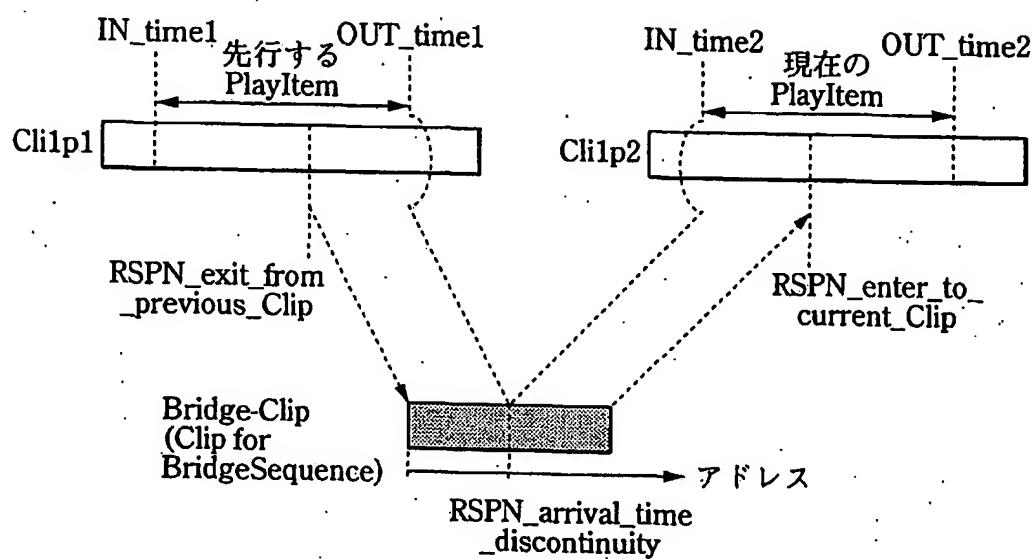 IN_time1
先行する
PlayItem
OUT_time1
IN_time2
現在の
PlayItem
OUT_time2
Cli1p1
Cli1p2
RSPN_exit_from
_previous_Clip
RSPN_enter_to_
current_Clip
Bridge-Clip
(Clip for
BridgeSequence)
アドレス
RSPN_arrival_time
_discontinuity